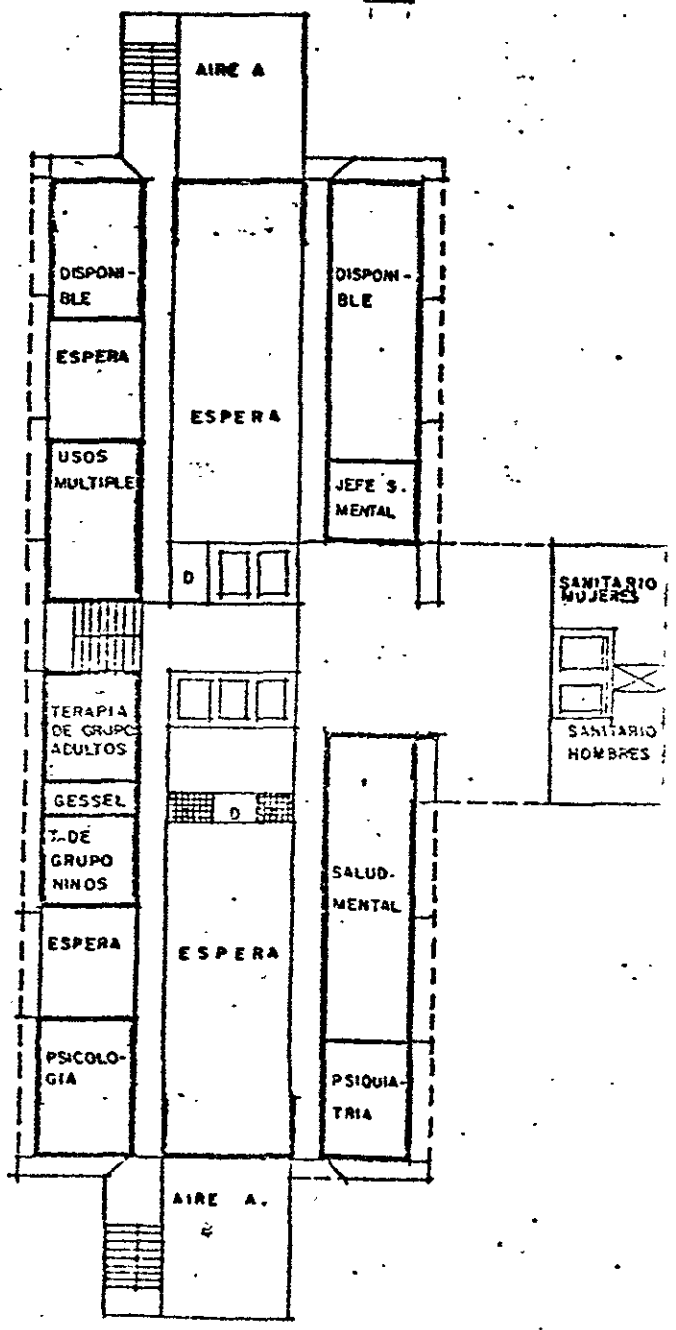 AIRE A
DISPONI-
BLE
DISPONI-
BLE
ESPERA
ESPERA
USOS
MULTIPLE
JEFE S.
MENTAL
D
SANITARIO
MUJERES
TERAPIA
DE GRUPO
ADULTOS
SANITARIO
HOMBRES
GESSEL
D
T. DE
GRUPO
NINOS
SALUD-
MENTAL
ESPERA
ESPERA
PSICOLO-
GIA
PSIQUIA-
TRIA
AIRE A.